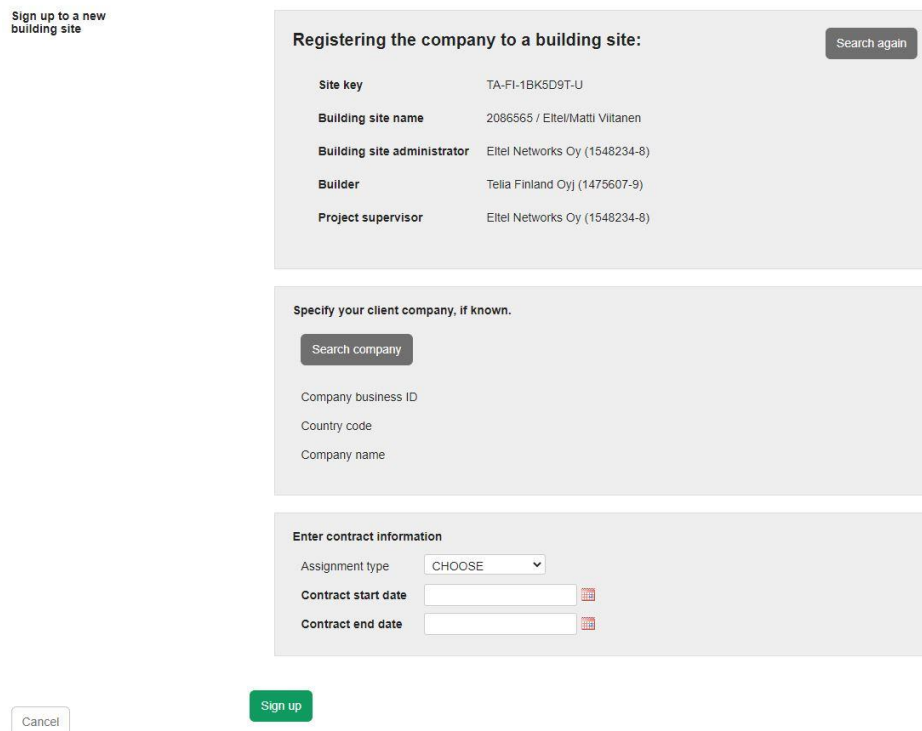 Sign up to a new
building site
Registering the company to a building site:
Search again
Site key TA-FI-1BK5D9T-U
Building site name 2086565 / Eltel/Matti Viitanen
Building site administrator Eltel Networks Oy (1548234-8)
Builder Telia Finland Oyj (1475607-9)
Project supervisor Eltel Networks Oy (1548234-8)
Specify your client company, if known.
Search company
Company business ID
Country code
Company name
Enter contract information
Assignment type CHOOSE
Contract start date
Contract end date
Sign up
Cancel